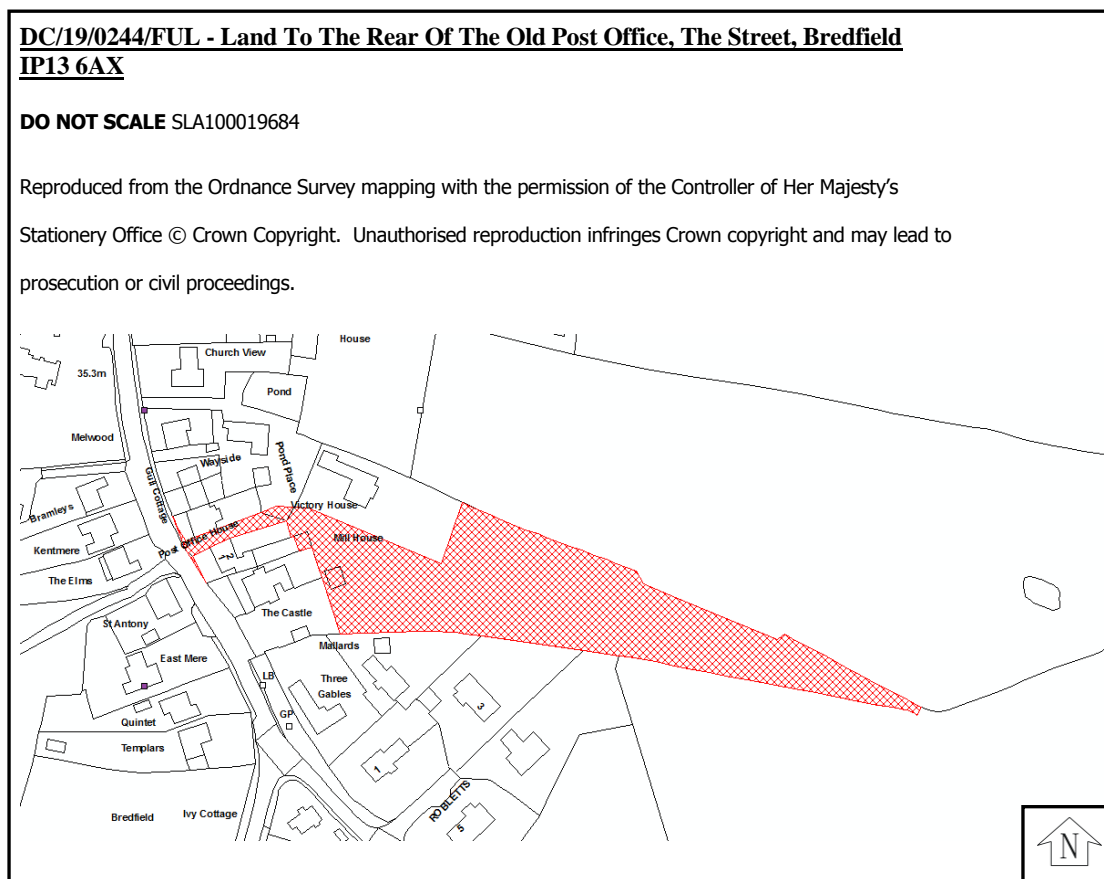 DC/19/0244/FUL - Land To The Rear Of The Old Post Office, The Street, Bredfield
IP13 6AX
DO NOT SCALE SLA100019684
Reproduced from the Ordnance Survey mapping with the permission of the Controller of Her Majesty's
Stationery Office © Crown Copyright. Unauthorised reproduction infringes Crown copyright and may lead to
prosecution or civil proceedings.
House
Church View
35.3m
Pond
Melwood
Wayside
Pond Place
Gull Cottage
Bramleys
Victory House
Post Office House
Mill House
Kentmere
1
2
The Elms
The Castle
St Antony
Mallards
East Mere
LB
Three
Gables
3
GP
Quintet
Templars
1
ROBLETTS
Bredfield
Ivy Cottage
5
N